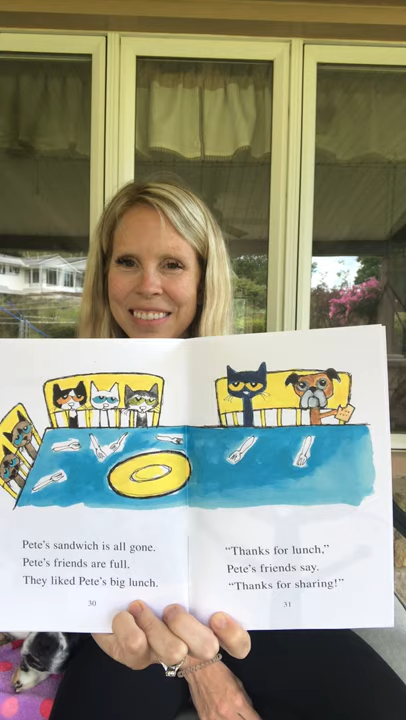 Pete's sandwich is all gone.
Pete's friends are full.
They liked Pete's big lunch.
30
"Thanks for lunch,"
Pete's friends say.
"Thanks for sharing!"
31